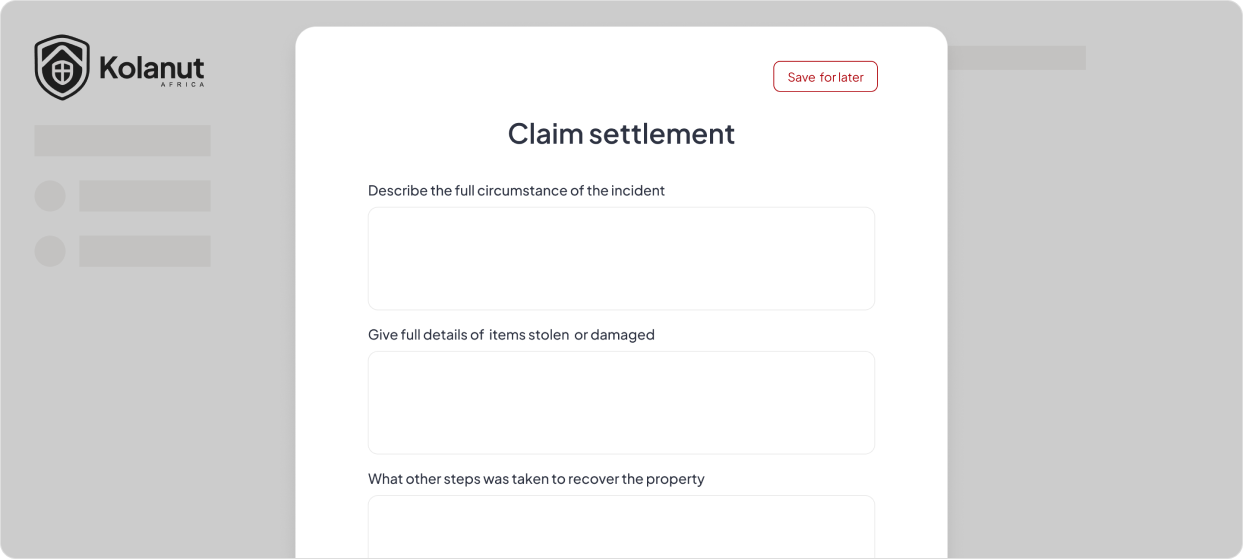 Kolanut
AFRICA
Save for later
Claim settlement
Describe the full circumstance of the incident
Give full details of items stolen or damaged
What other steps was taken to recover the property